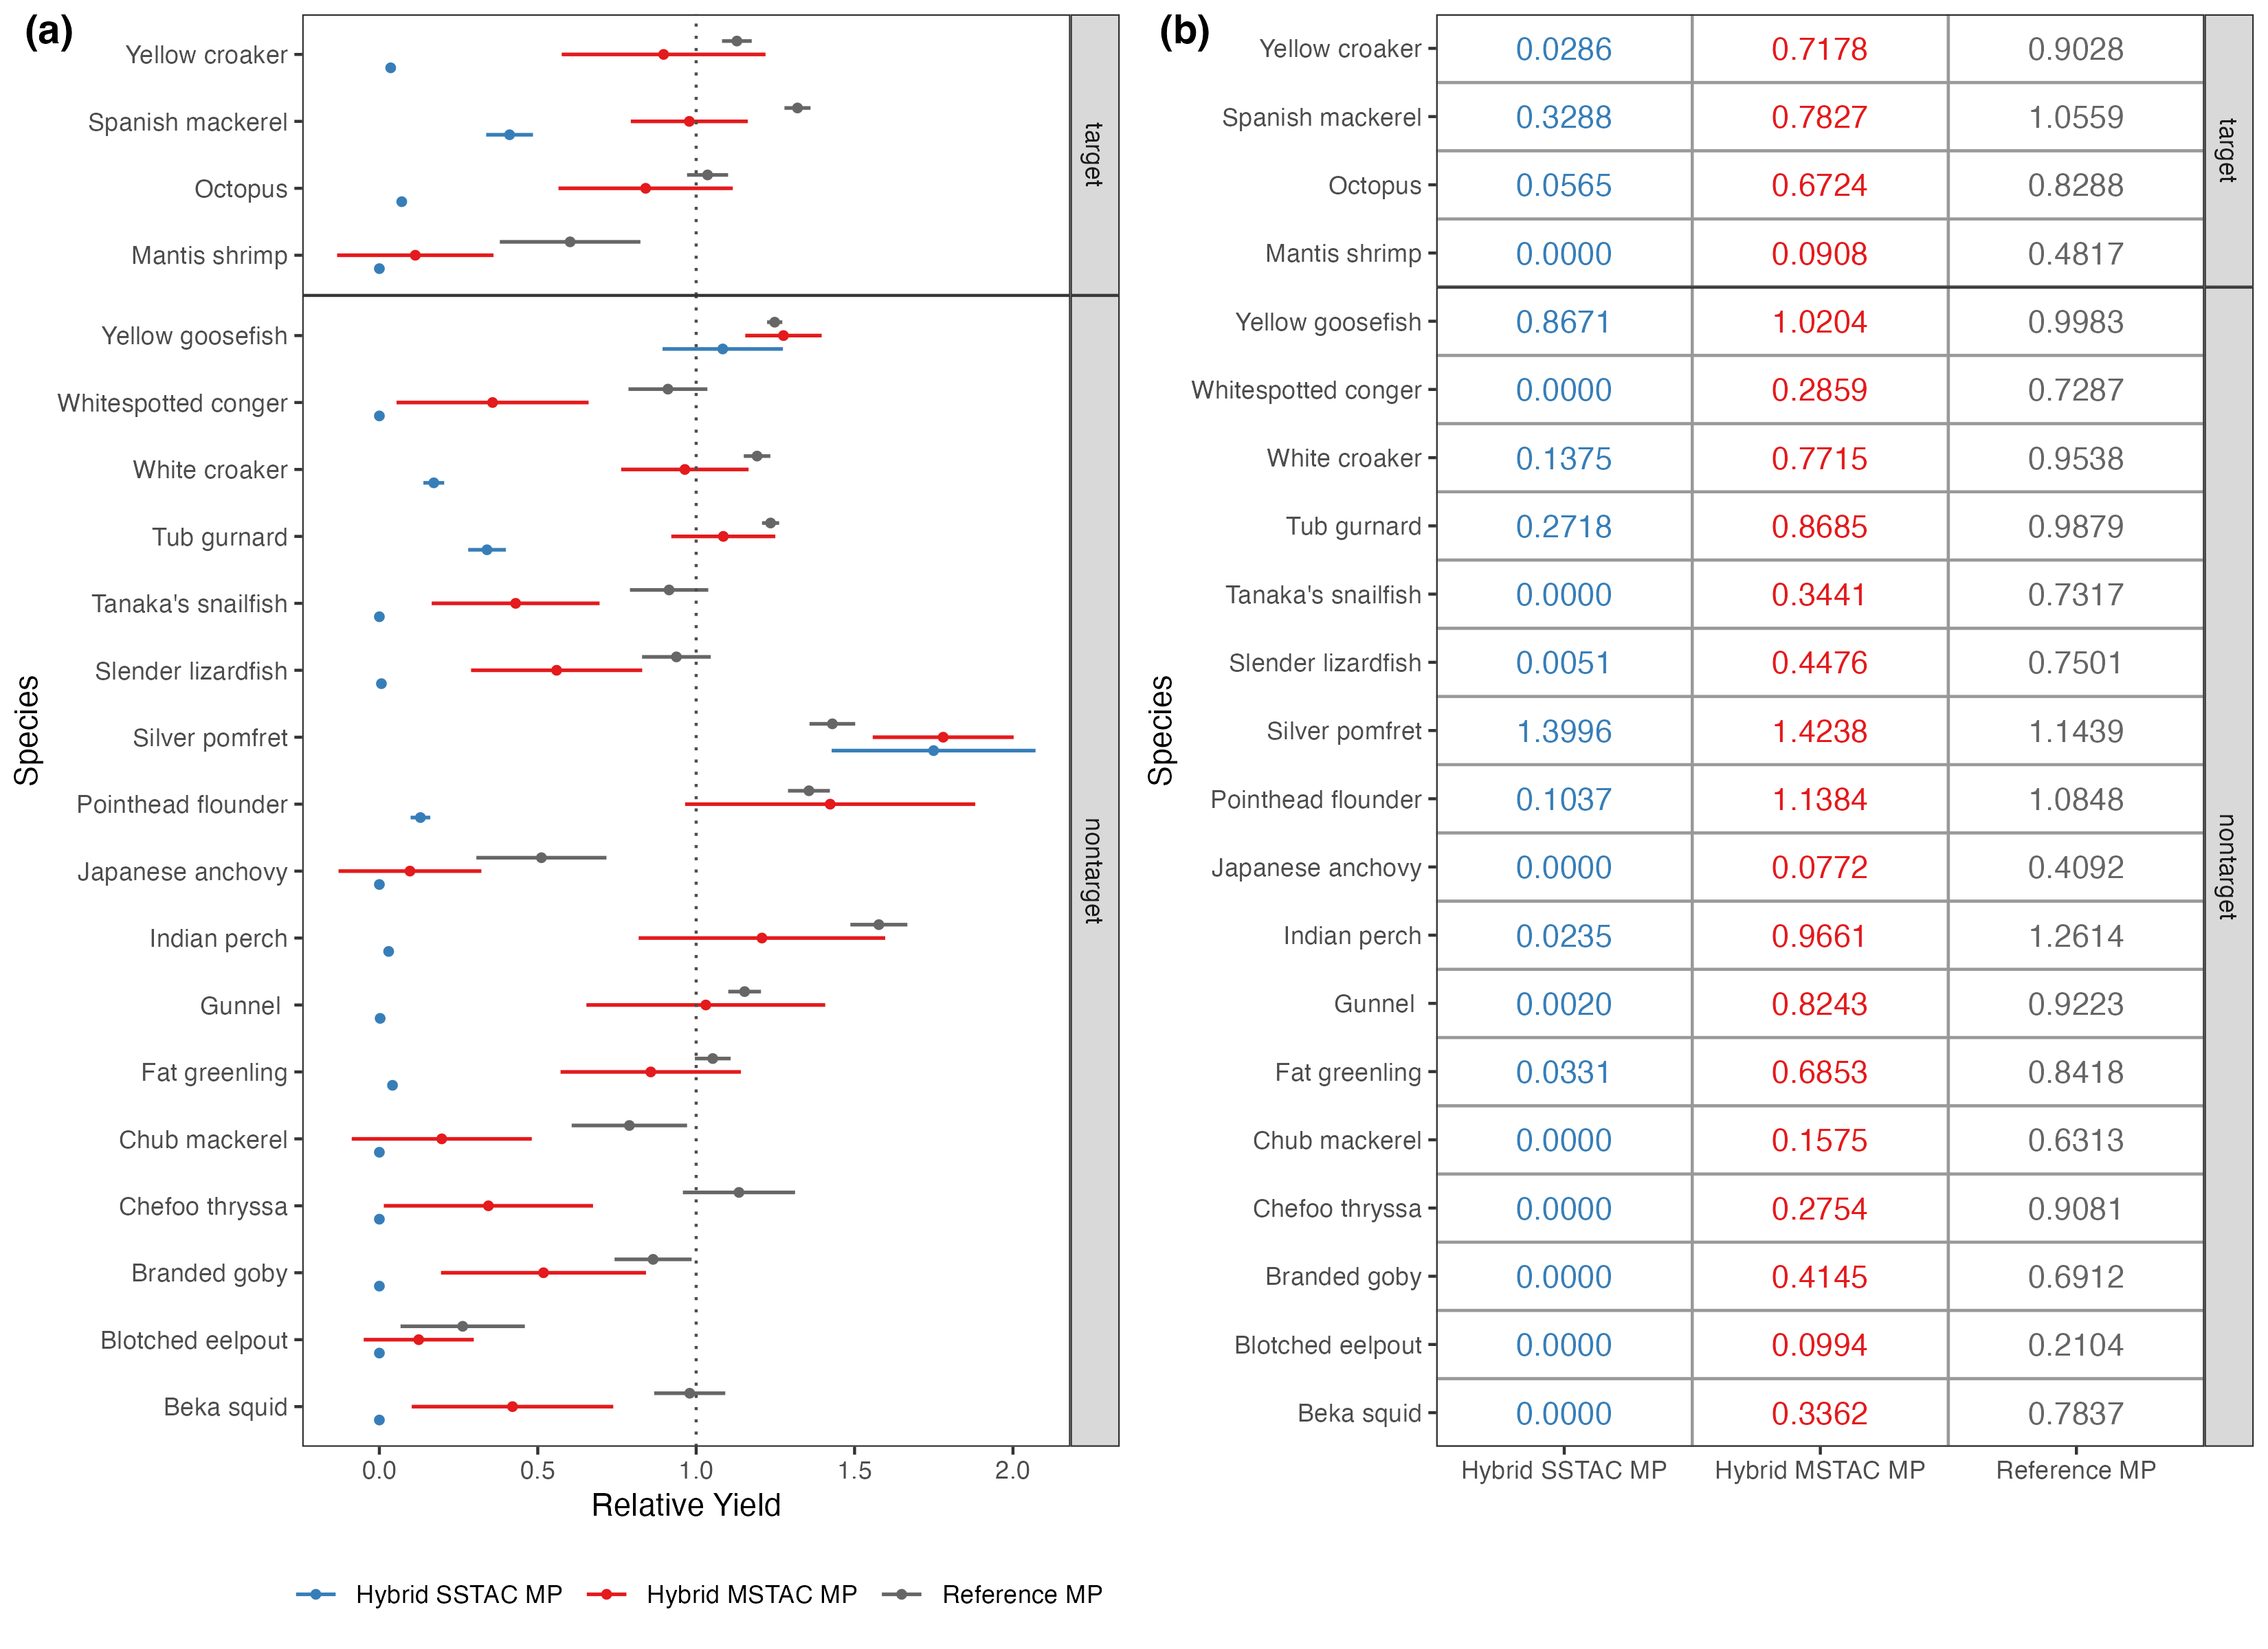 (a)
Yellow croaker
Spanish mackerel
Octopus
Mantis shrimp
target
Yellow goosefish
Whitespotted conger
White croaker
Tub gurnard
Tanaka's snailfish
Slender lizardfish
Silver pomfret
Pointhead flounder
Japanese anchovy
Indian perch
Gunnel
Fat greenling
Chub mackerel
Chefoo thryssa
Branded goby
Blotched eelpout
Beka squid
nontarget
Species
0.0 0.5 1.0 1.5 2.0
Relative Yield
Hybrid SSTAC MP Hybrid MSTAC MP Reference MP
(b)
Yellow croaker 0.0286 0.7178 0.9028
Spanish mackerel 0.3288 0.7827 1.0559
Octopus 0.0565 0.6724 0.8288
Mantis shrimp 0.0000 0.0908 0.4817
target
Yellow goosefish 0.8671 1.0204 0.9983
Whitespotted conger 0.0000 0.2859 0.7287
White croaker 0.1375 0.7715 0.9538
Tub gurnard 0.2718 0.8685 0.9879
Tanaka's snailfish 0.0000 0.3441 0.7317
Slender lizardfish 0.0051 0.4476 0.7501
Silver pomfret 1.3996 1.4238 1.1439
Pointhead flounder 0.1037 1.1384 1.0848
Japanese anchovy 0.0000 0.0772 0.4092
Indian perch 0.0235 0.9661 1.2614
Gunnel 0.0020 0.8243 0.9223
Fat greenling 0.0331 0.6853 0.8418
Chub mackerel 0.0000 0.1575 0.6313
Chefoo thryssa 0.0000 0.2754 0.9081
Branded goby 0.0000 0.4145 0.6912
Blotched eelpout 0.0000 0.0994 0.2104
Beka squid 0.0000 0.3362 0.7837
nontarget
Species
Hybrid SSTAC MP Hybrid MSTAC MP Reference MP